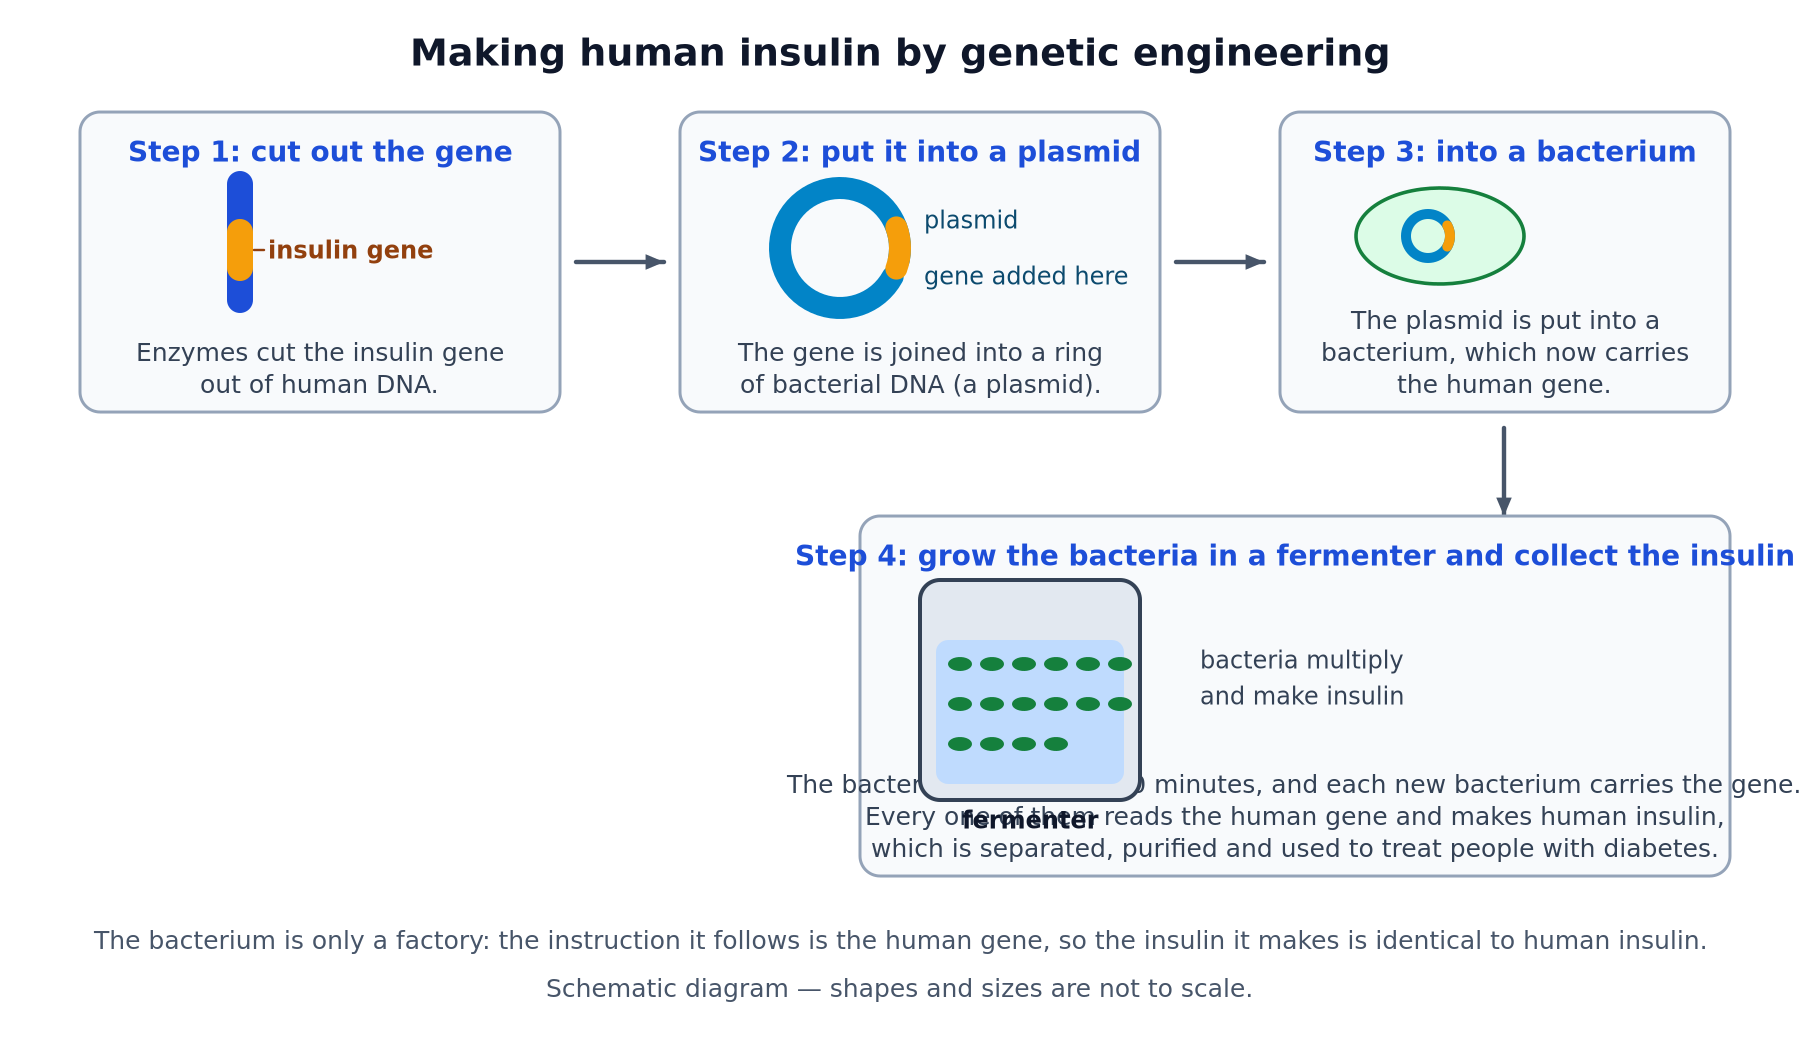 Making human insulin by genetic engineering
Step 1: cut out the gene
insulin gene
Enzymes cut the insulin gene
out of human DNA.
Step 2: put it into a plasmid
plasmid
gene added here
The gene is joined into a ring
of bacterial DNA (a plasmid).
Step 3: into a bacterium
The plasmid is put into a
bacterium, which now carries
the human gene.
Step 4: grow the bacteria in a fermenter and collect the insulin
bacteria multiply
and make insulin
fermenter
The minutes, and each new bacterium carries the gene.
Every one of them reads the human gene and makes human insulin,
which is separated, purified and used to treat people with diabetes.
The bacterium is only a factory: the instruction it follows is the human gene, so the insulin it makes is identical to human insulin.
Schematic diagram — shapes and sizes are not to scale.